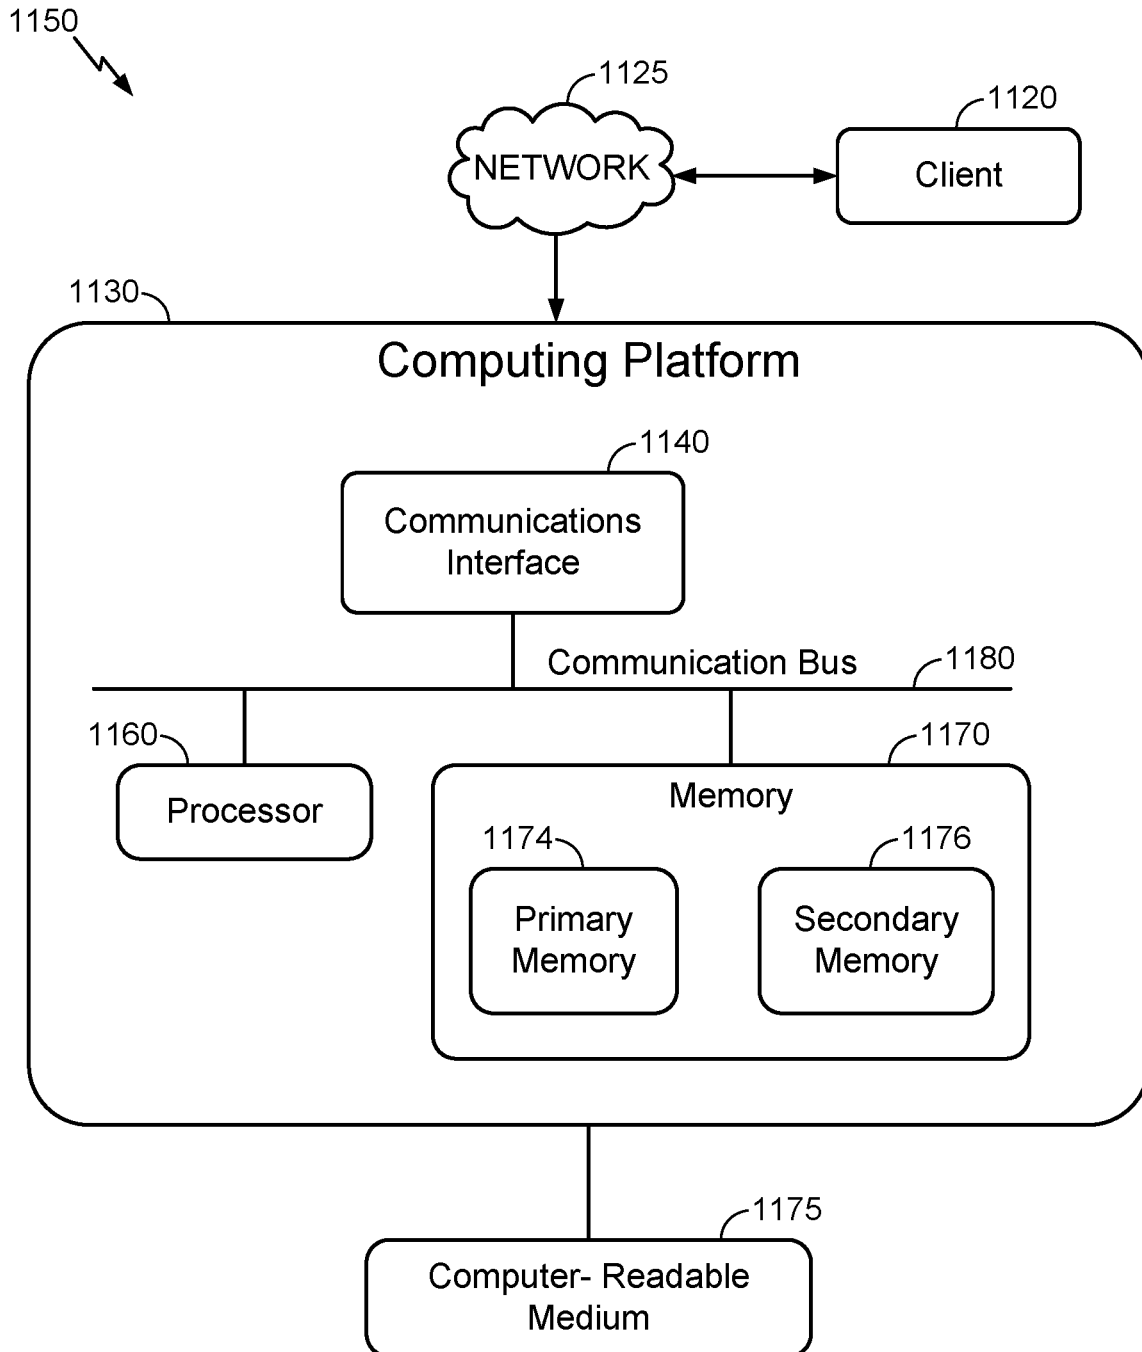 1150
1125
1120
NETWORK
Client
1130
Computing Platform
1140
Communications
Interface
Communication Bus
1180
1160
1170
Processor
Memory
1174
1176
Primary
Memory
Secondary
Memory
1175
Computer- Readable
Medium